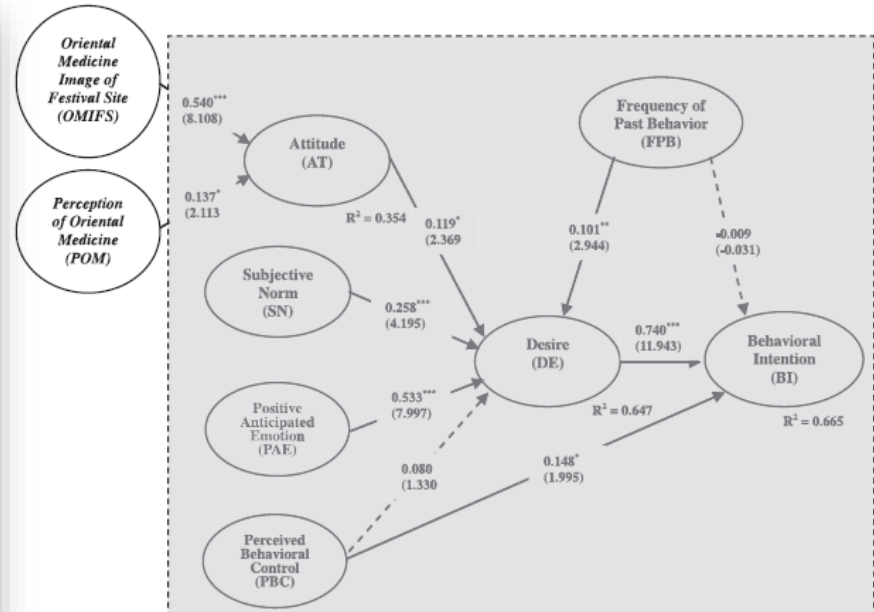 Oriental
Medicine
Image of
Festival Site
(OMIFS)
Perception
of Oriental
Medicine
(POM)
0.540***
(8.108)
0.137*
(2.113
Attitude
(AT)
R² = 0.354
Frequency of
Past Behavior
(FPB)
0.119*
(2.369
0.101**
(2.944)
-0.009
(-0.031)
Subjective
Norm
(SN)
0.258***
(4.195)
Desire
(DE)
R² = 0.647
0.740***
(11.943)
Behavioral
Intention
(BI)
R² = 0.665
Positive
Anticipated
Emotion
(PAE)
0.533***
(7.997)
0.080
(1.330
0.148*
(1.995)
Perceived
Behavioral
Control
(PBC)